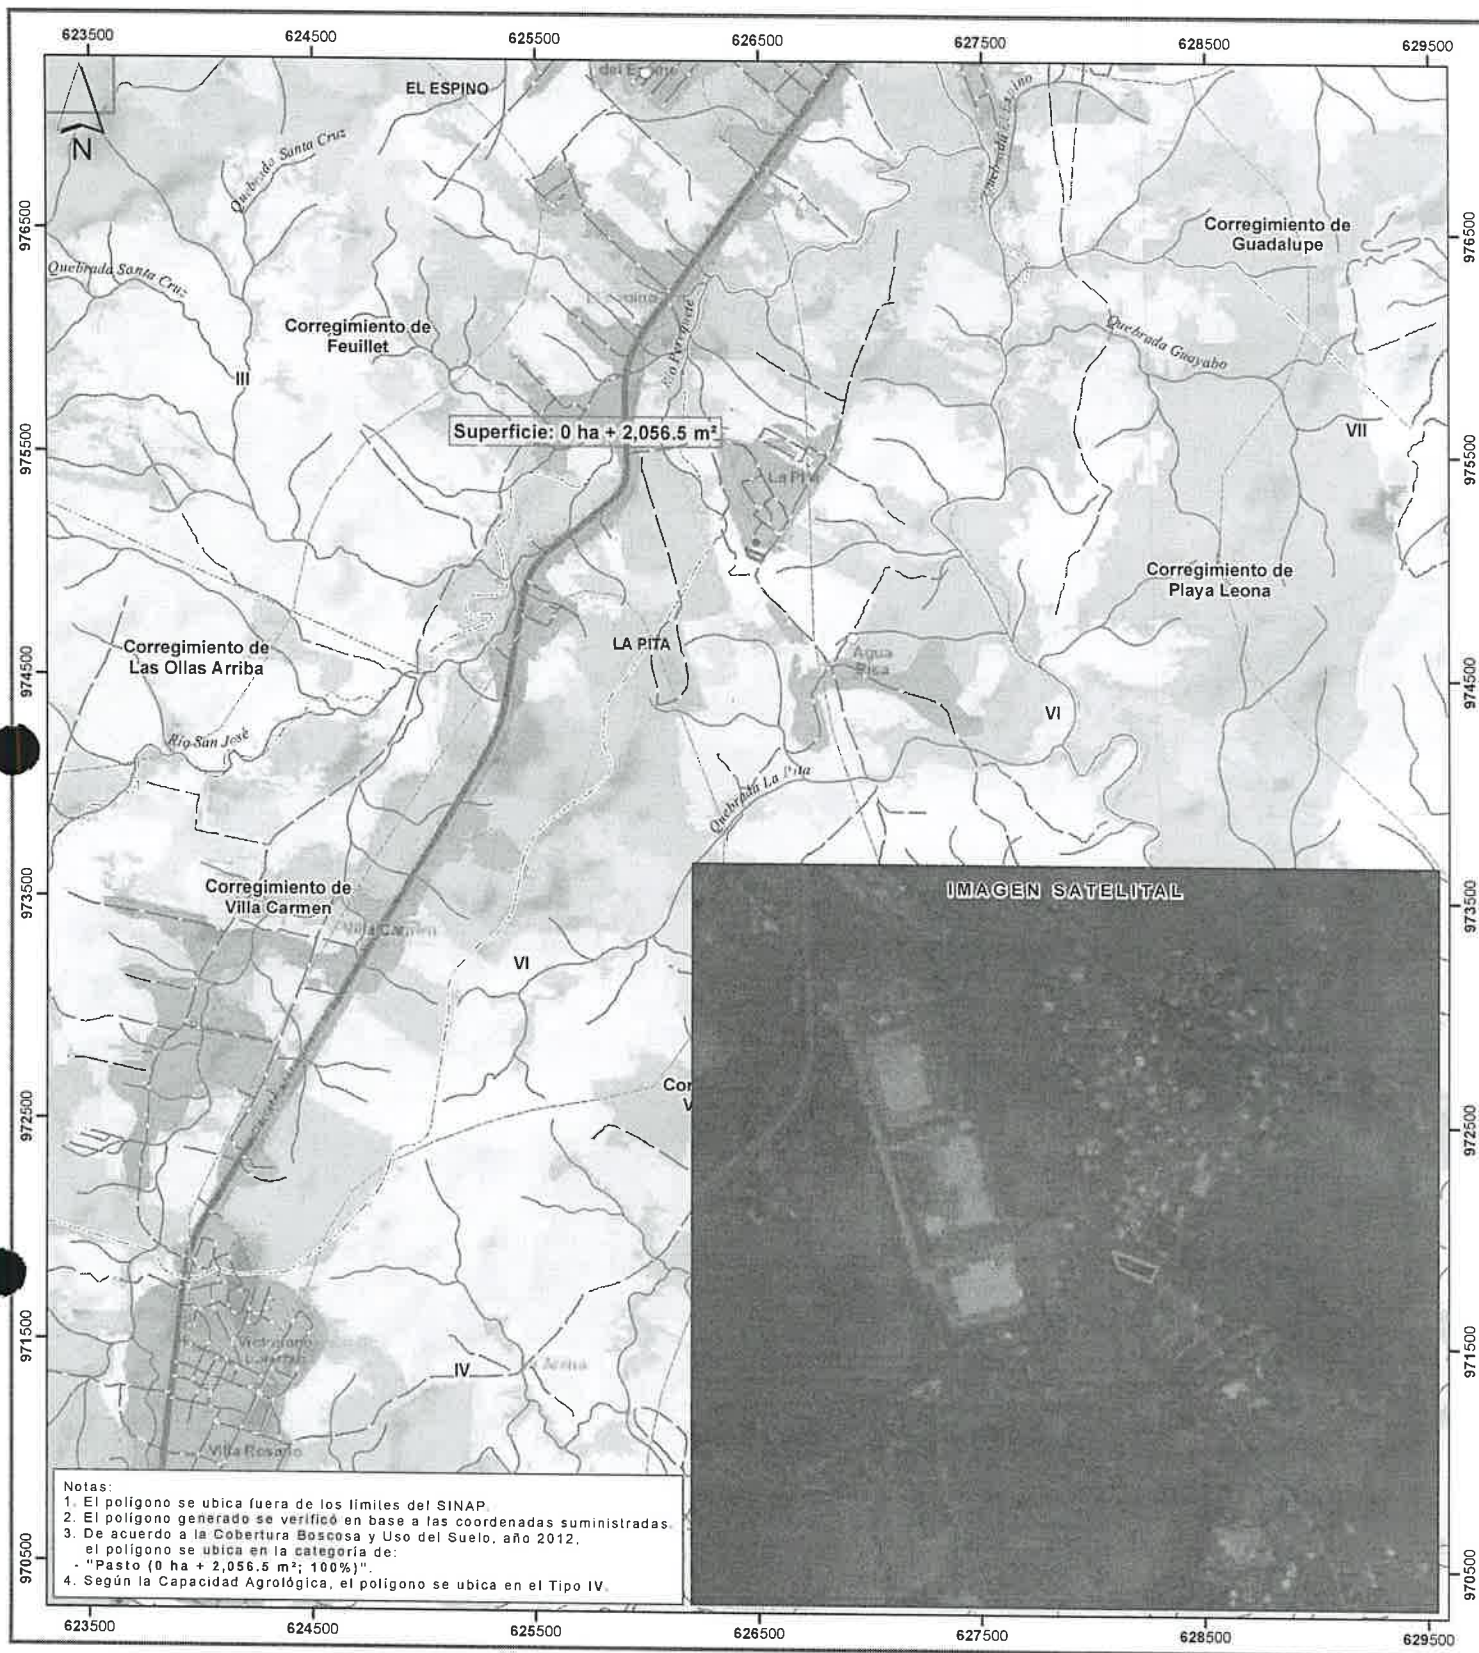 623500 624500 625500 626500 627500 628500 629500
N
EL ESPINO
del Espino
Quebrada Santa Cruz
976500
976500
Corregimiento de
Guadalupe
Quebrada Santa Cruz
Corregimiento de
Feuillet
Río Perequeté
Quebrada Guayabo
III
Superficie: 0 ha + 2,056.5 m²
VII
975500
975500
La Pita
Corregimiento de
Playa Leona
Corregimiento de
Las Ollas Arriba
LA PITA
Agua
Rica
974500
974500
VI
Río San José
Quebrada La Pita
973500
973500
Corregimiento de
Villa Carmen
Villa Carmen
IMAGEN SATELITAL
VI
972500
972500
971500
971500
IV
Villa Rosario
Notas:
1. El polígono se ubica fuera de los límites del SINAP.
2. El polígono generado se verificó en base a las coordenadas suministradas.
3. De acuerdo a la Cobertura Boscosa y Uso del Suelo, año 2012,
el polígono se ubica en la categoría de:
- "Pasto (0 ha + 2,056.5 m²; 100%)".
4. Según la Capacidad Agrológica, el polígono se ubica en el Tipo IV.
970500
970500
623500 624500 625500 626500 627500 628500 629500